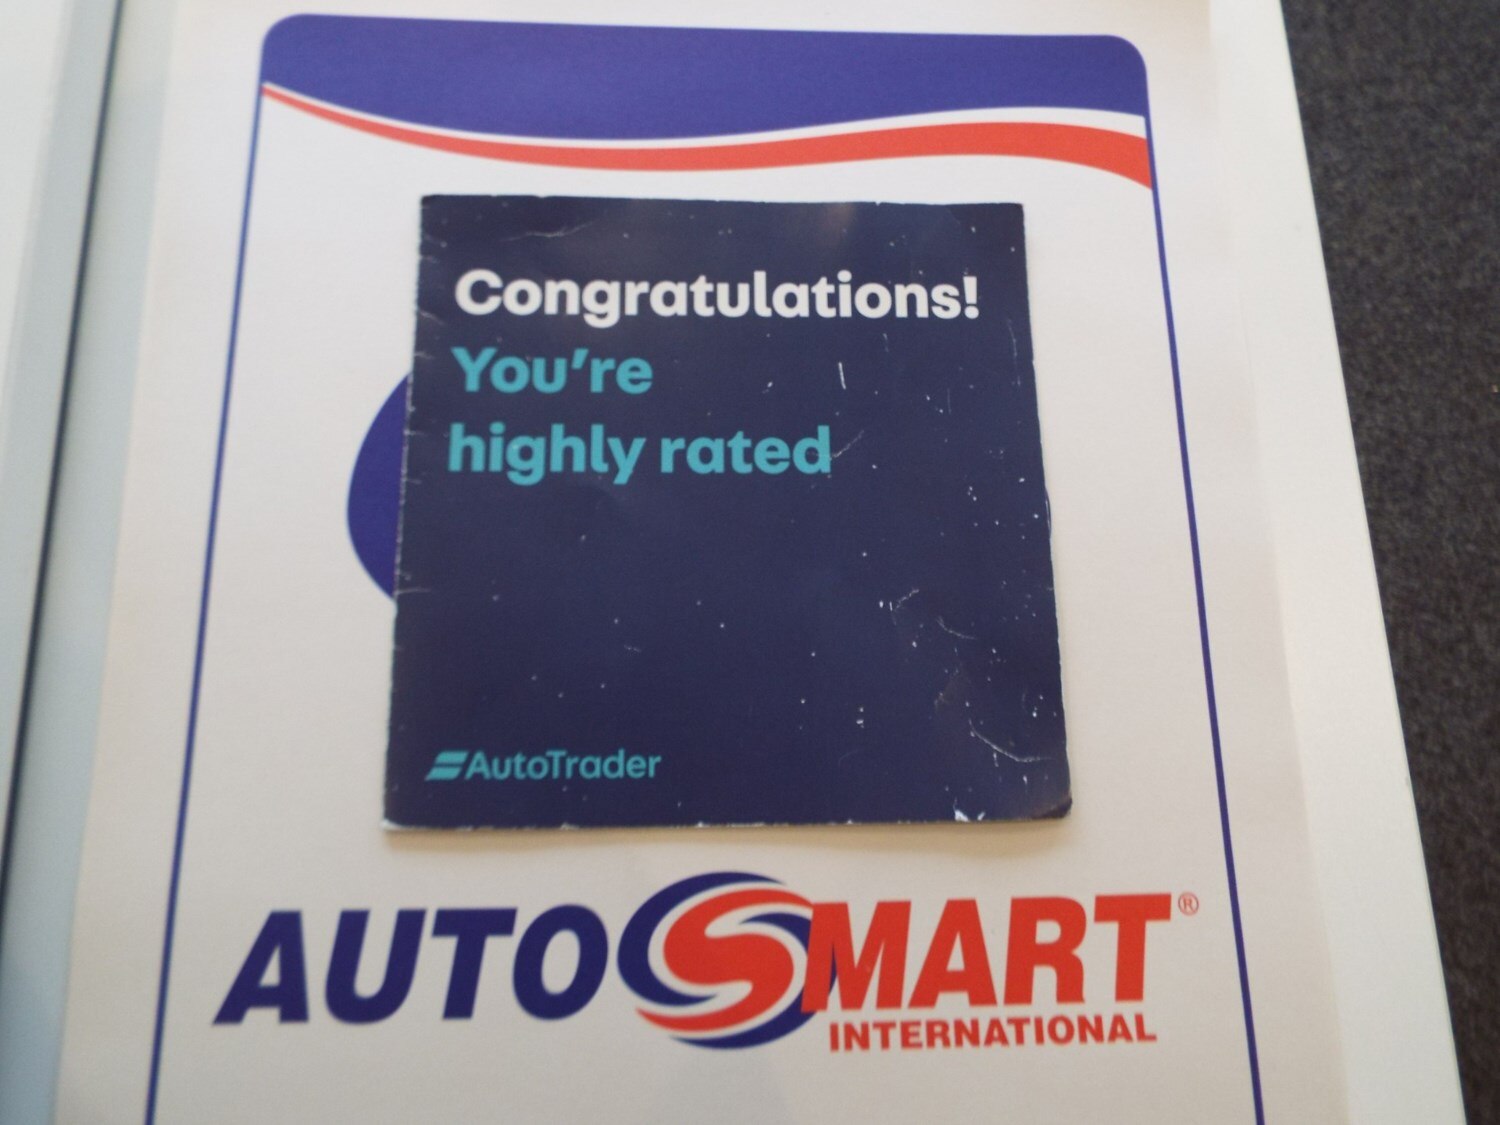 Congratulations!
You're
highly rated
AutoTrader
AUTOSMART®
INTERNATIONAL